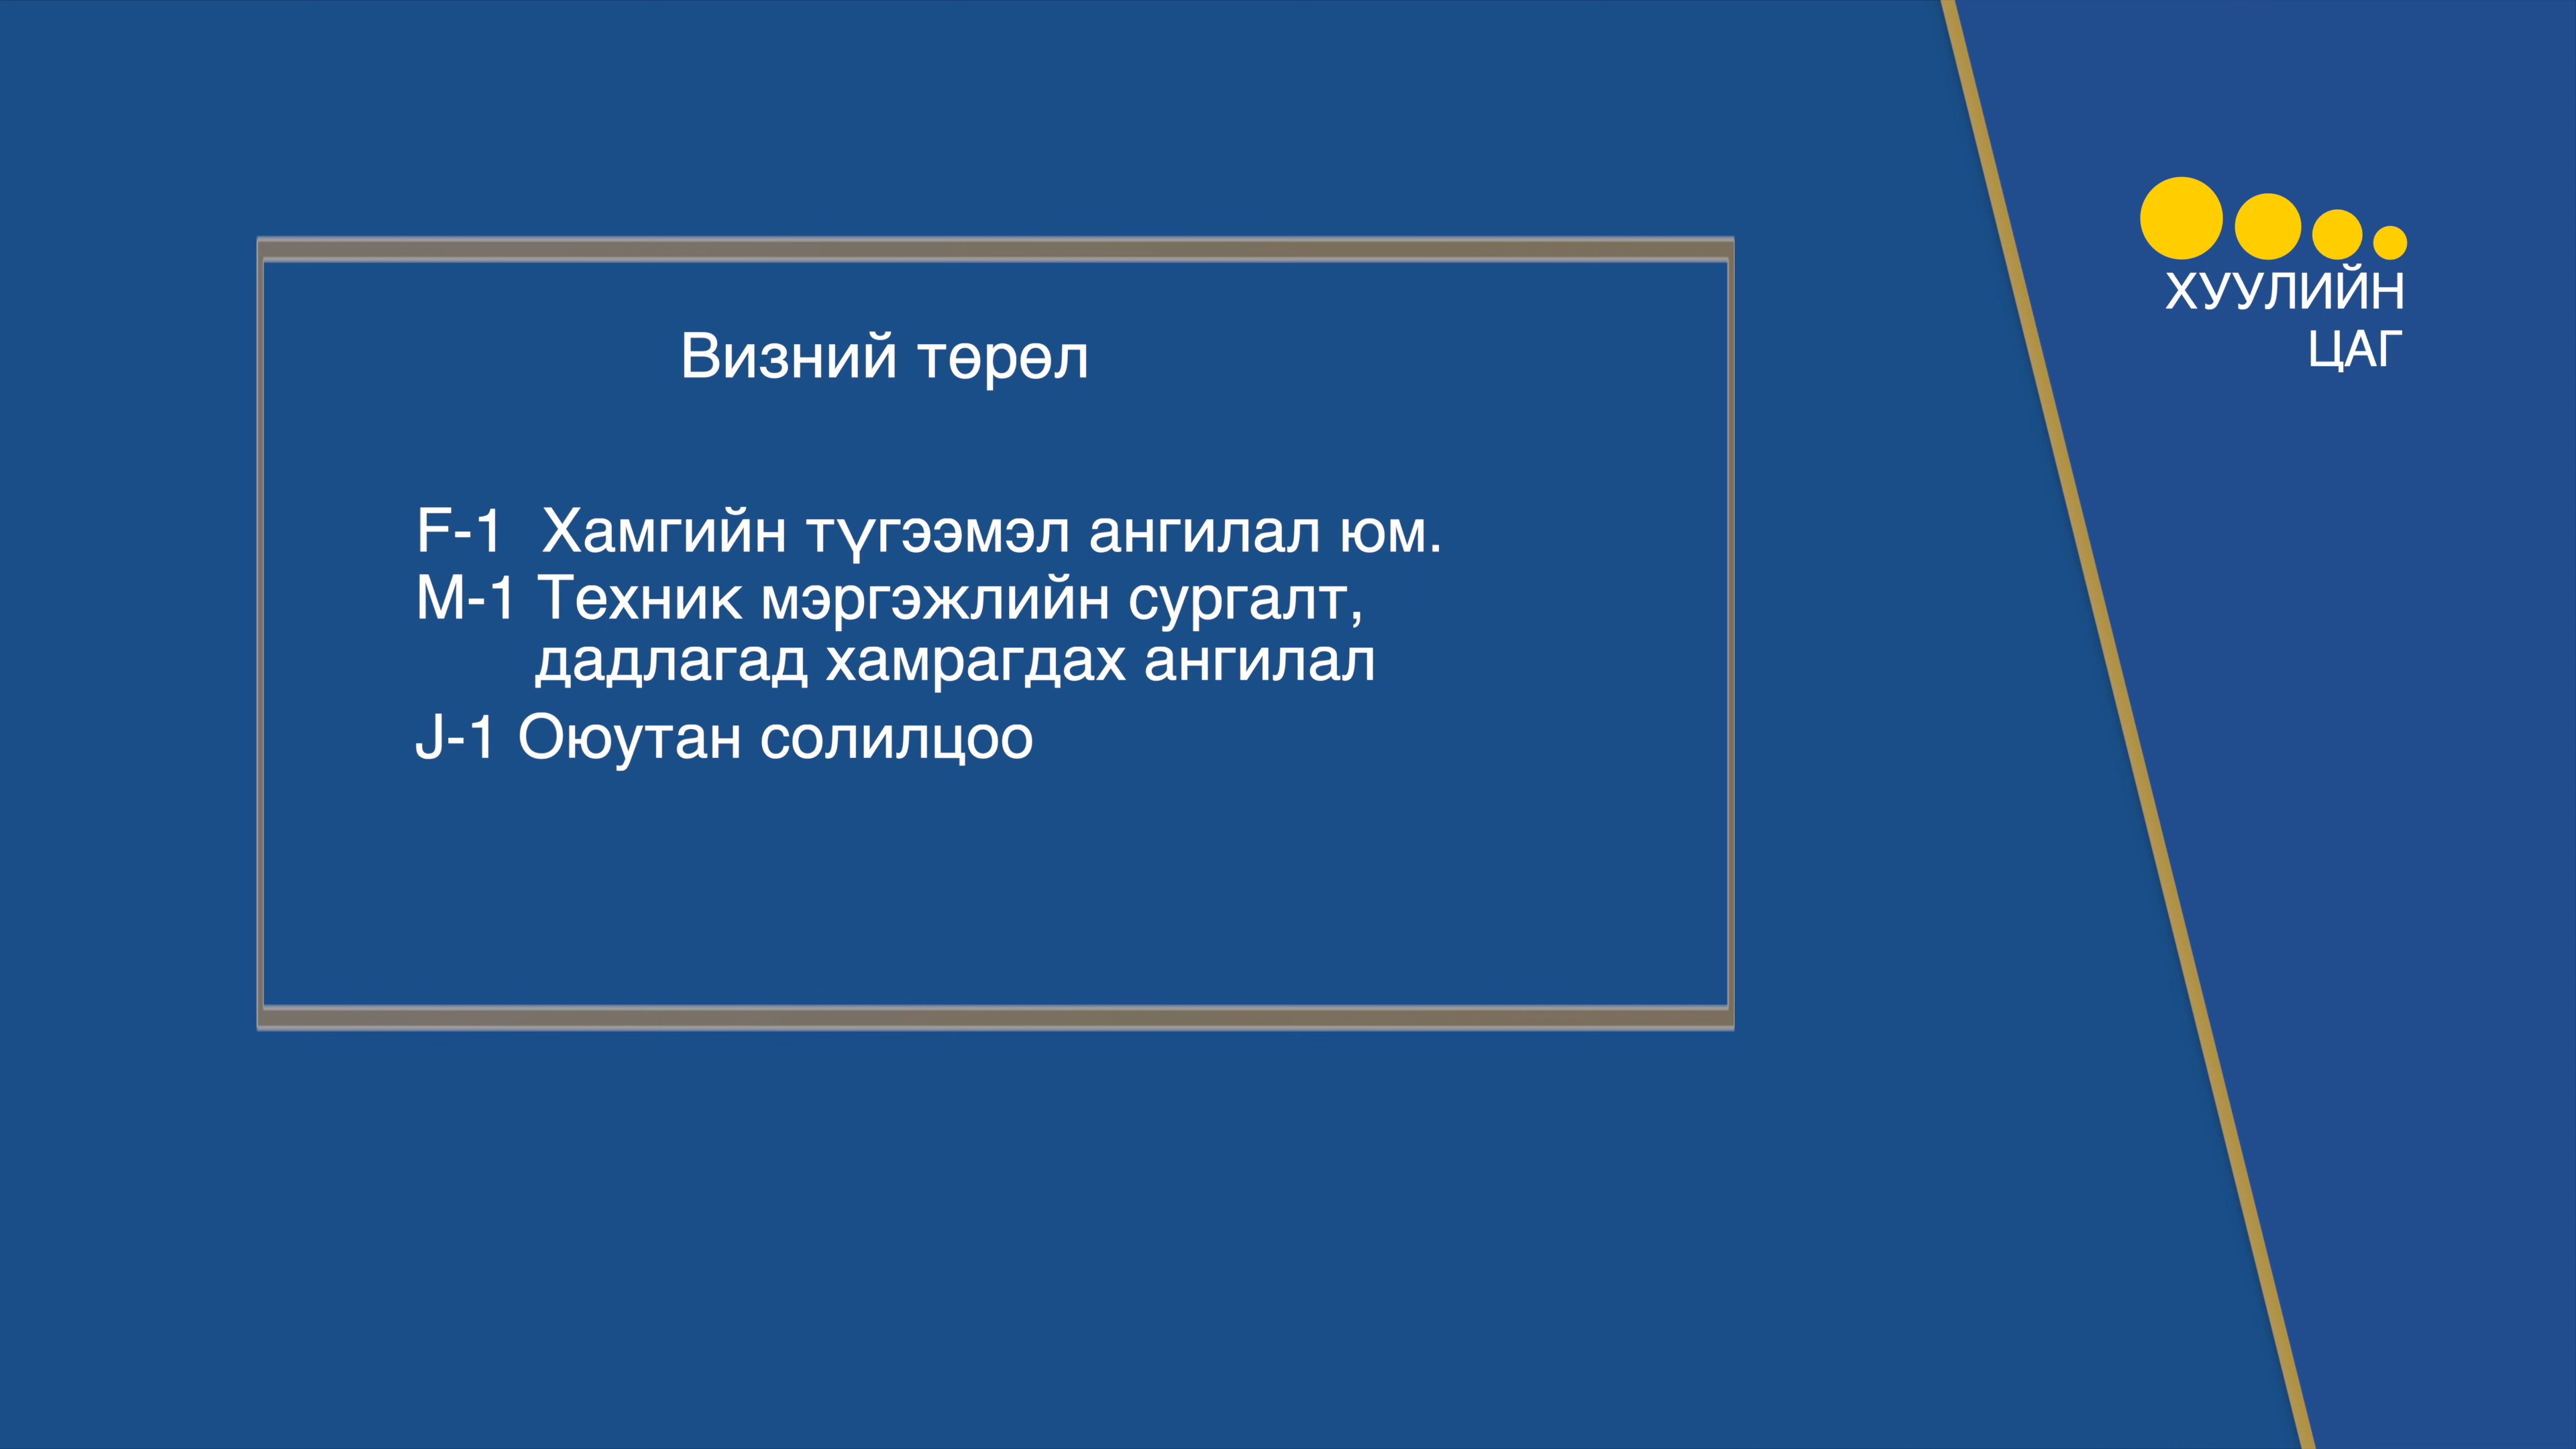 Визний төрөл
F-1 Хамгийн түгээмэл ангилал юм.
M-1 Техник мэргэжлийн сургалт,
дадлагад хамрагдах ангилал
J-1 Оюутан солилцоо
ХУУЛИЙН
ЦАГ